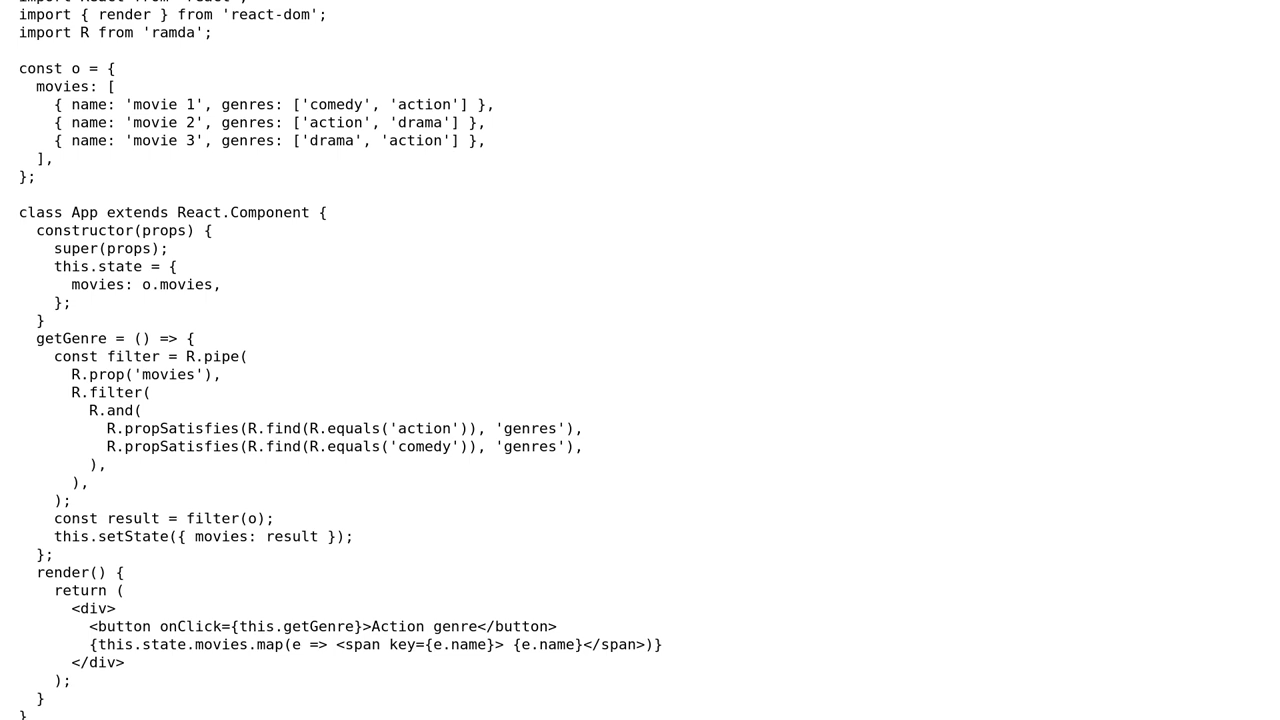 import React from 'react';
import { render } from 'react-dom';
import R from 'ramda';

const o = {
  movies: [
    { name: 'movie 1', genres: ['comedy', 'action'] },
    { name: 'movie 2', genres: ['action', 'drama'] },
    { name: 'movie 3', genres: ['drama', 'action'] },
  ],
};

class App extends React.Component {
  constructor(props) {
    super(props);
    this.state = {
      movies: o.movies,
    };
  }
  getGenre = () => {
    const filter = R.pipe(
      R.prop('movies'),
      R.filter(
        R.and(
          R.propSatisfies(R.find(R.equals('action')), 'genres'),
          R.propSatisfies(R.find(R.equals('comedy')), 'genres'),
        ),
      ),
    );
    const result = filter(o);
    this.setState({ movies: result });
  };
  render() {
    return (
      <div>
        <button onClick={this.getGenre}>Action genre</button>
        {this.state.movies.map(e => <span key={e.name}> {e.name}</span>)}
      </div>
    );
  }
}